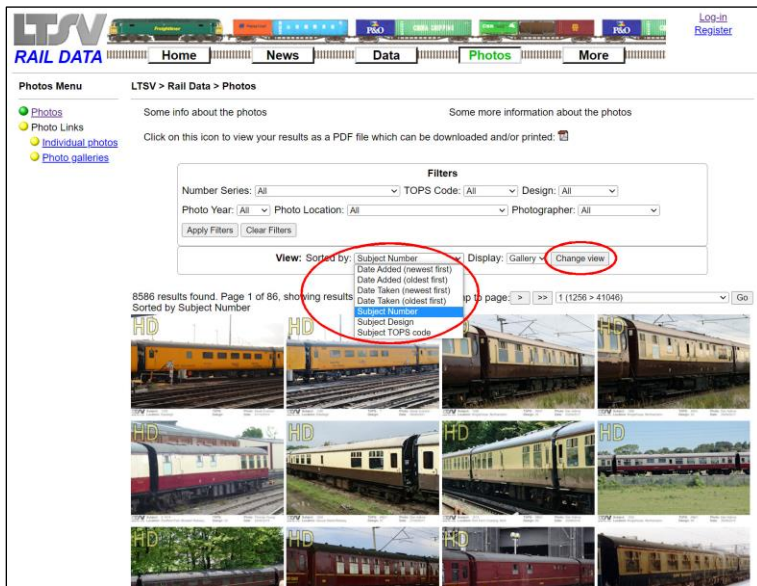 LTSV
RAIL DATA
Freightliner
P&O
CHINA SHIPPING
P&O
Log-in
Register
Home
News
Data
Photos
More
Photos Menu
Photos
Photo Links
Individual photos
Photo galleries
LTSV > Rail Data > Photos
Some info about the photos
Some more information about the photos
Click on this icon to view your results as a PDF file which can be downloaded and/or printed:
Filters
Number Series: All TOPS Code: All Design: All
Photo Year: All Photo Location: All Photographer: All
Apply Filters Clear Filters
View: Sorted by: Subject Number Display: Gallery Change view
Date Added (newest first)
Date Added (oldest first)
Date Taken (newest first)
Date Taken (oldest first)
Subject Number
Subject Design
Subject TOPS code
8586 results found. Page 1 of 86, showing results
to page: > >> 1 (1256 > 41046) Go
Sorted by Subject Number
HD
HD
HD
HD
HD
HD
HD
HD